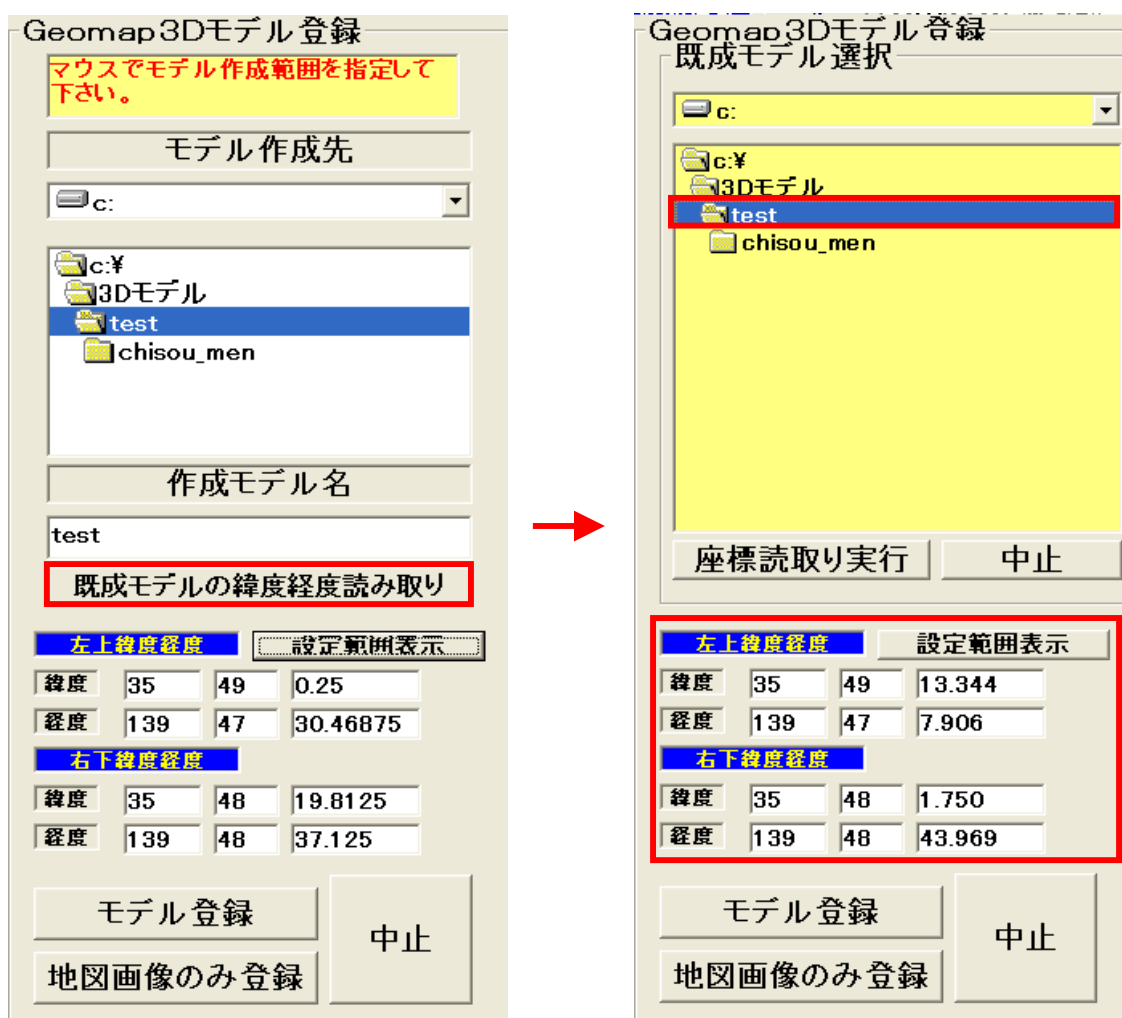 Geomap3Dモデル登録
マウスでモデル作成範囲を指定して
下さい。
モデル作成先
c:
c:¥
3Dモデル
test
chisou_men
作成モデル名
test
既成モデルの緯度経度読み取り
左上緯度経度 設定範囲表示
緯度 35 49 0.25
経度 139 47 30.46875
右下緯度経度
緯度 35 48 19.8125
経度 139 48 37.125
モデル登録
中止
地図画像のみ登録
Geomap3Dモデル登録
既成モデル選択
c:
c:¥
3Dモデル
test
chisou_men
座標読取り実行 中止
左上緯度経度 設定範囲表示
緯度 35 49 13.344
経度 139 47 7.906
右下緯度経度
緯度 35 48 1.750
経度 139 48 43.969
モデル登録
中止
地図画像のみ登録